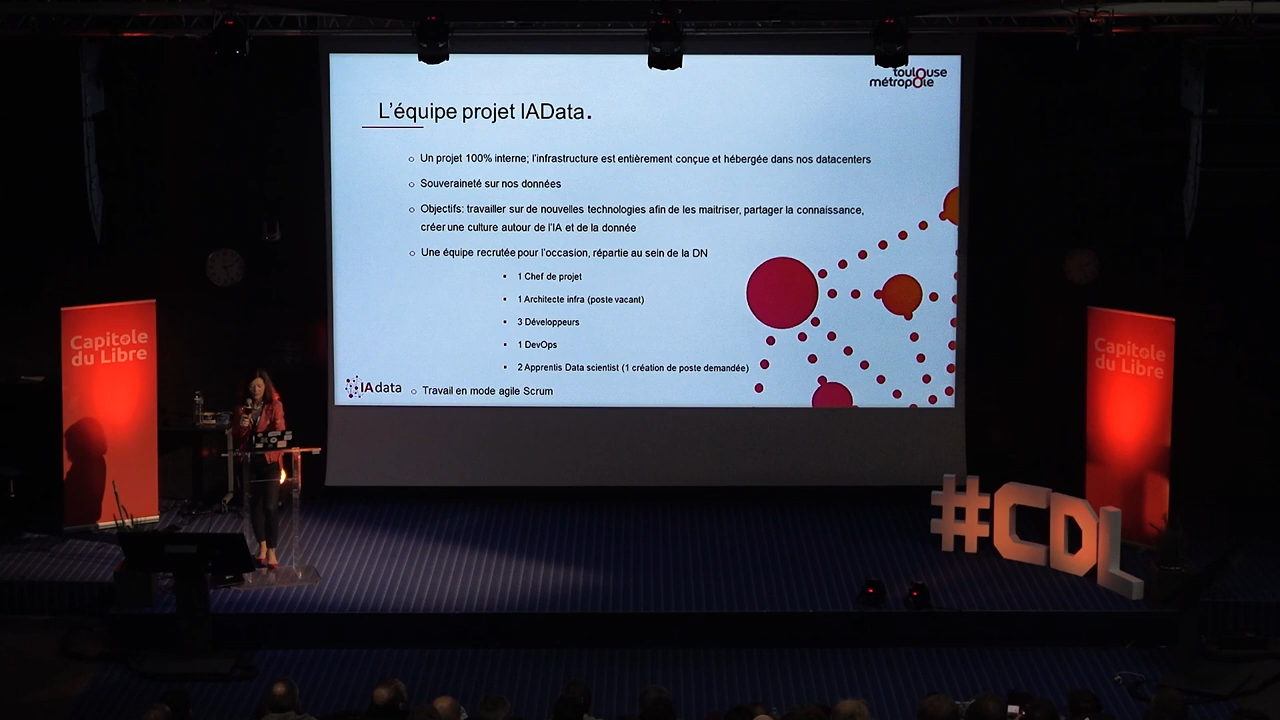 toulouse
métropole
L'équipe projet IAData.
Un projet 100% interne; l'infrastructure est entièrement conçue et hébergée dans nos datacenters
Souveraineté sur nos données
Objectifs: travailler sur de nouvelles technologies afin de les maitriser, partager la connaissance,
créer une culture autour de l'IA et de la donnée
Une équipe recrutée pour l'occasion, répartie au sein de la DN
1 Chef de projet
1 Architecte infra (poste vacant)
3 Développeurs
1 DevOps
2 Apprentis Data scientist (1 création de poste demandée)
Travail en mode agile Scrum
IAdata
Capitole
du Libre
Capitole
du Libre
#CDL